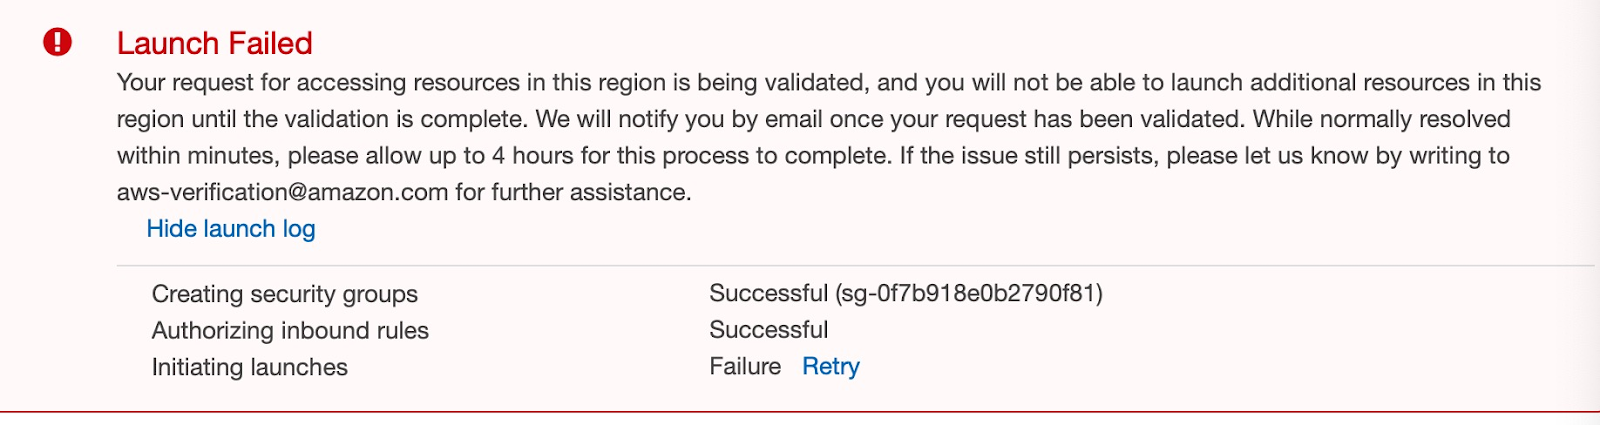 Launch Failed
Your request for accessing resources in this region is being validated, and you will not be able to launch additional resources in this
region until the validation is complete. We will notify you by email once your request has been validated. While normally resolved
within minutes, please allow up to 4 hours for this process to complete. If the issue still persists, please let us know by writing to
aws-verification@amazon.com for further assistance.
Hide launch log
Creating security groups Successful (sg-0f7b918e0b2790f81)
Authorizing inbound rules Successful
Initiating launches Failure Retry